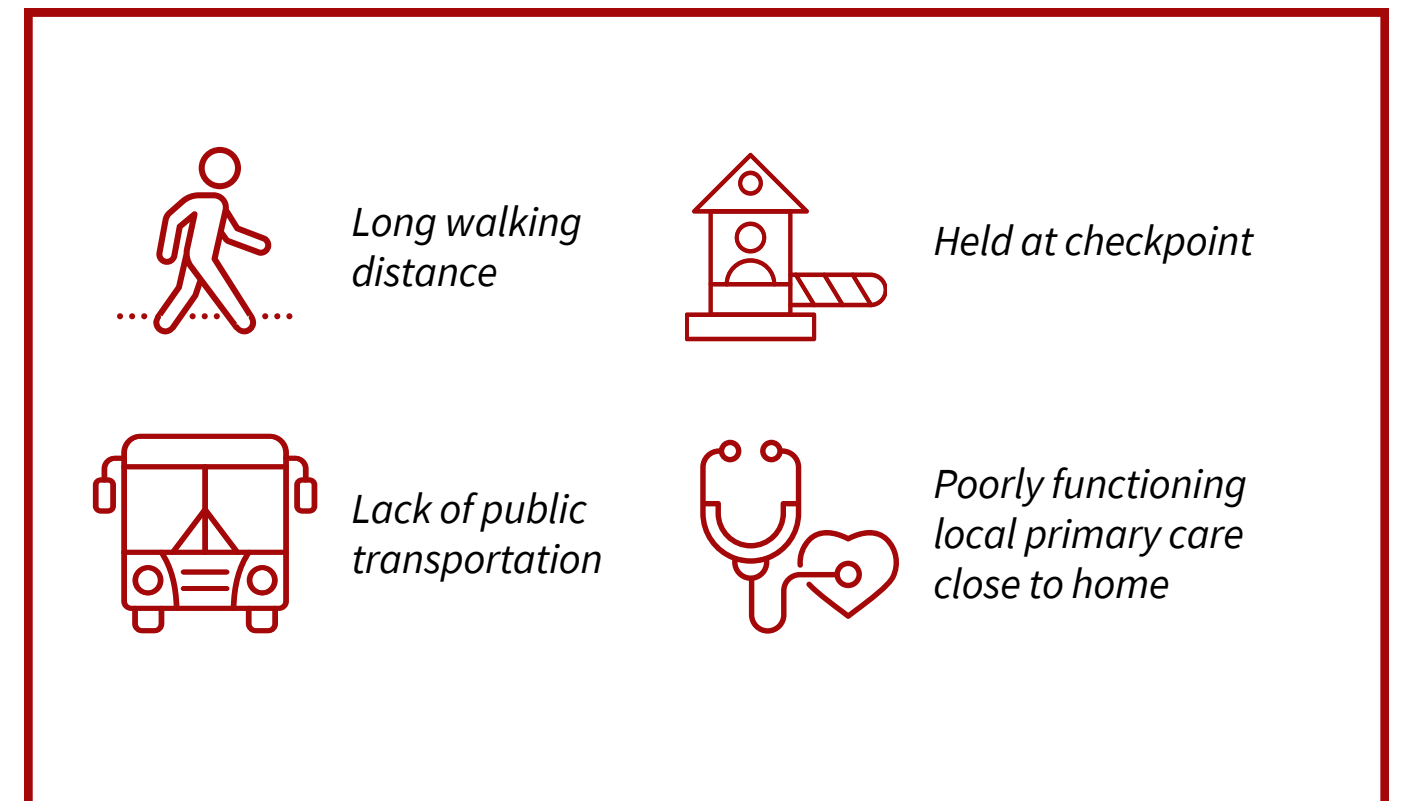 Long walking
distance
Held at checkpoint
Lack of public
transportation
Poorly functioning
local primary care
close to home